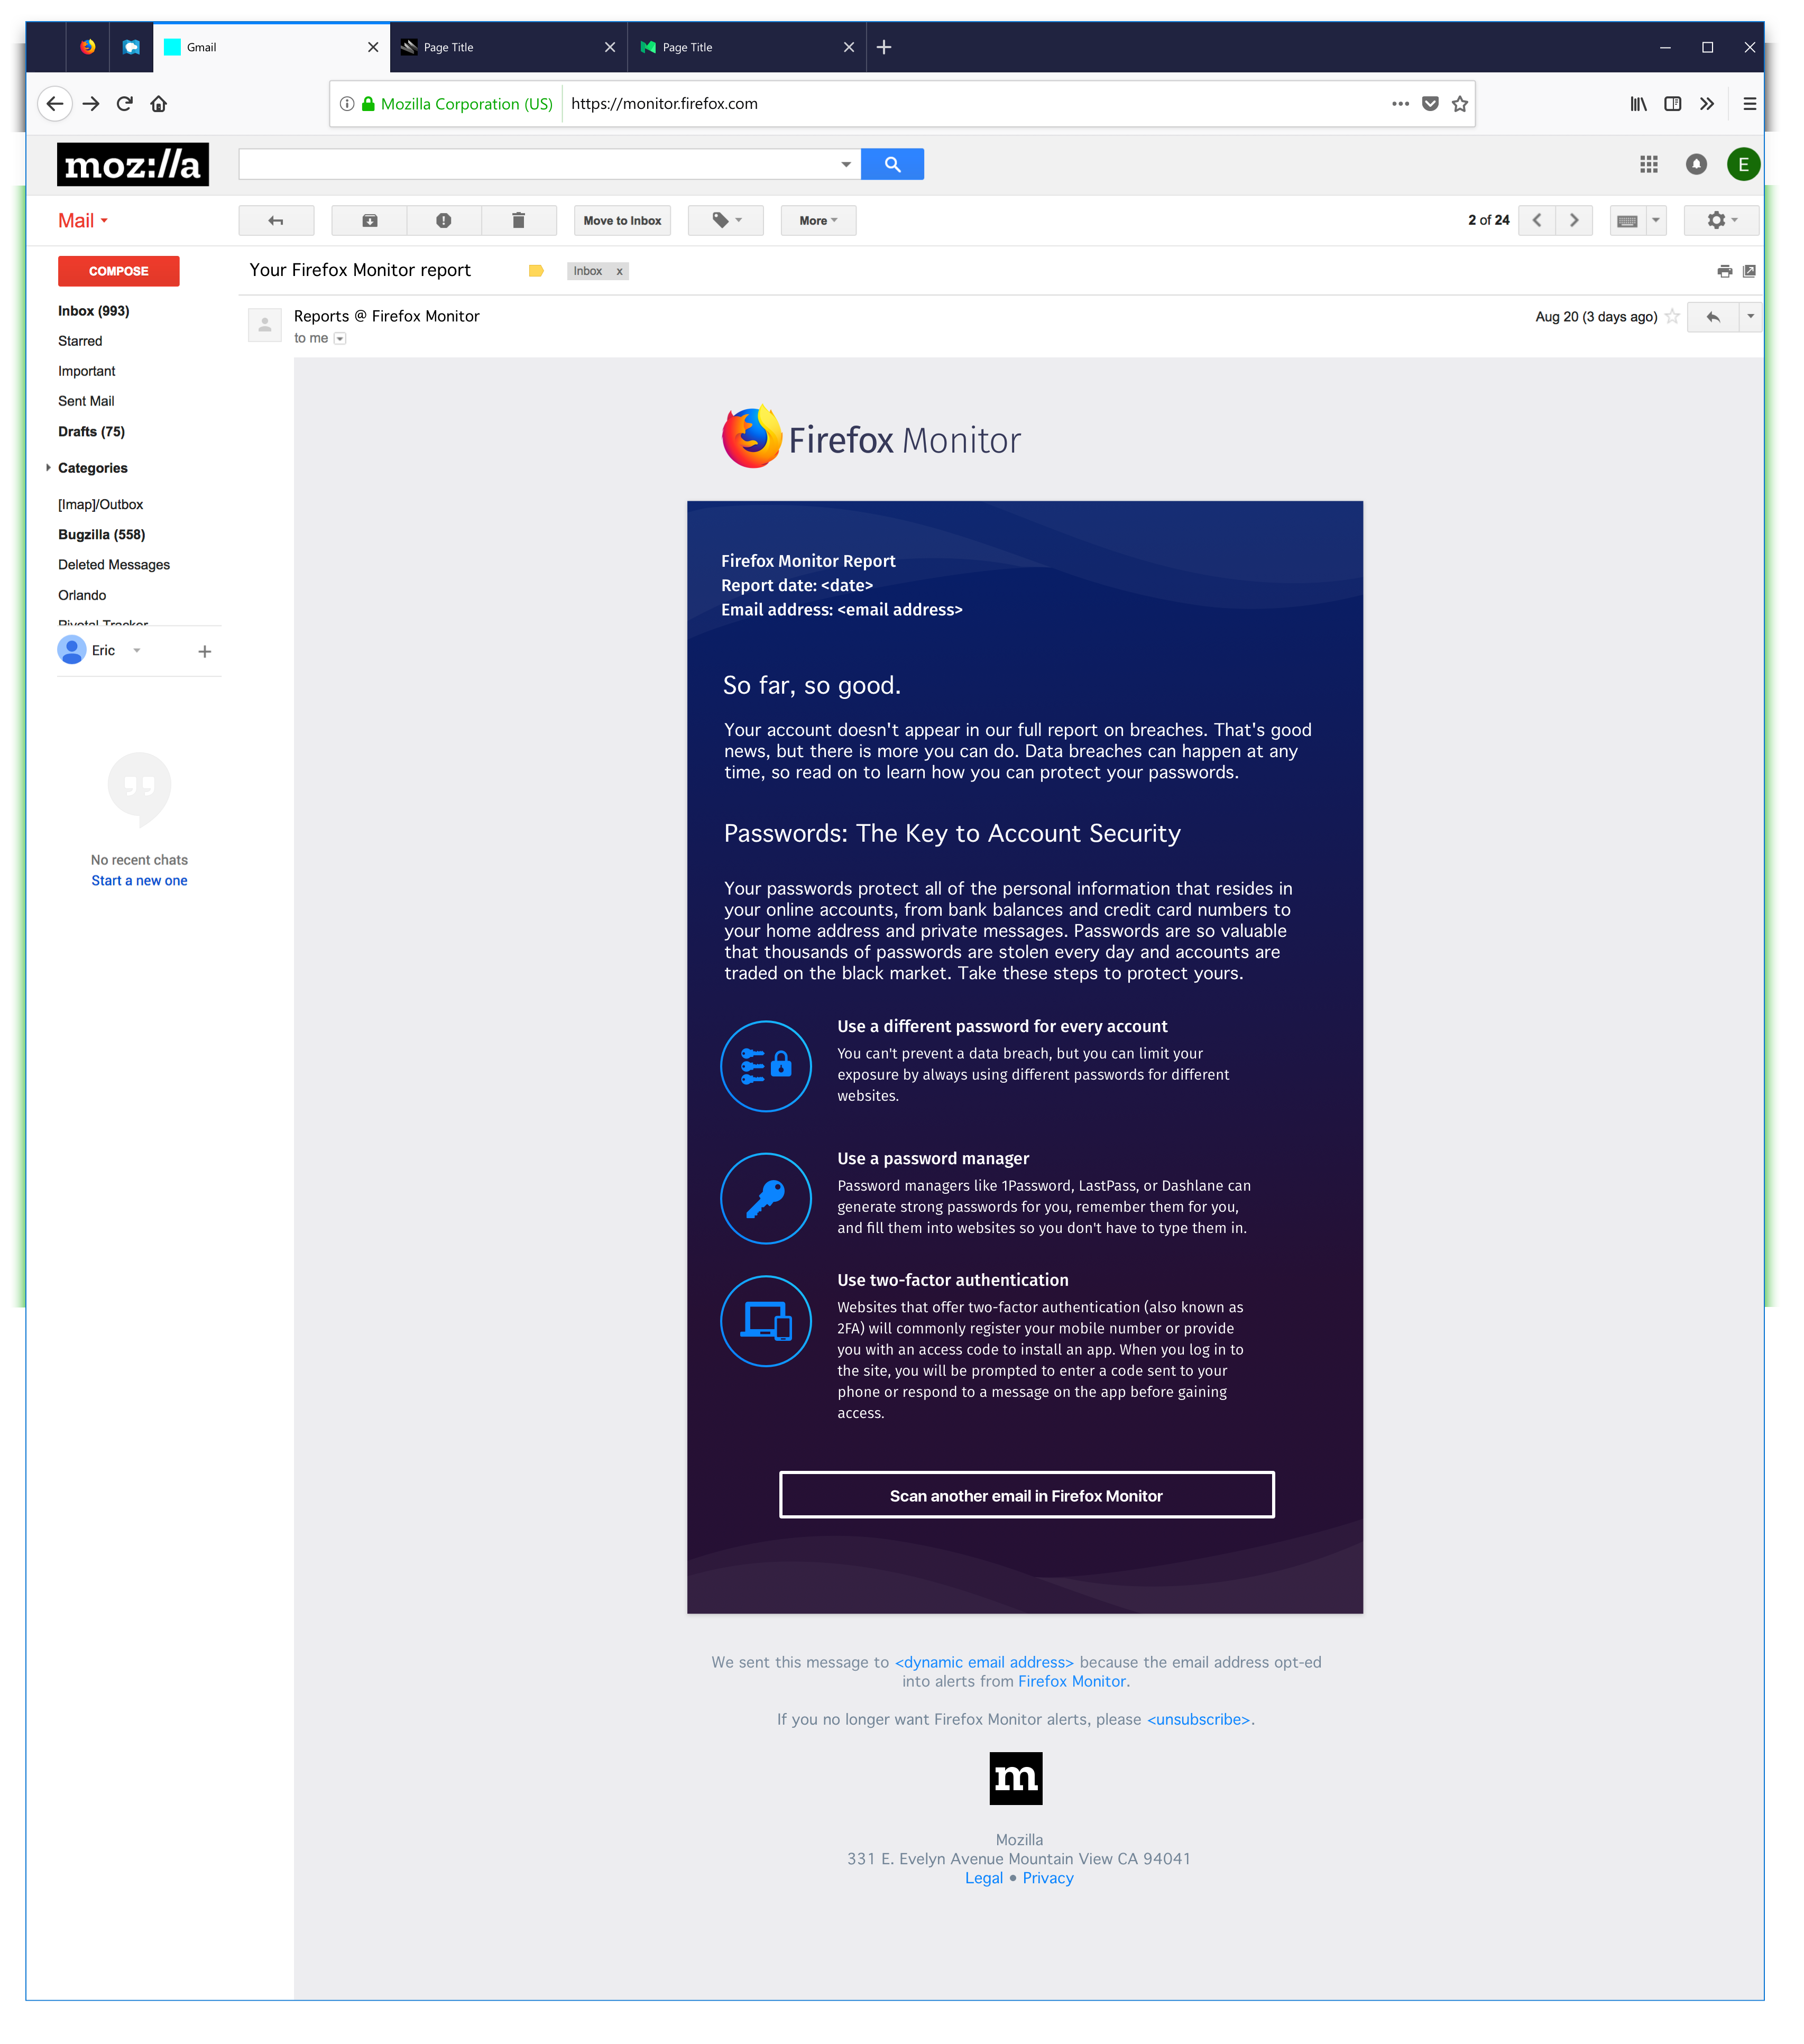 Gmail
Page Title
Page Title
Mozilla Corporation (US)
https://monitor.firefox.com
moz://a
E
Mail
Move to Inbox
More
2 of 24
COMPOSE
Your Firefox Monitor report
Inbox x
Inbox (993)
Starred
Important
Sent Mail
Drafts (75)
Categories
[Imap]/Outbox
Bugzilla (558)
Deleted Messages
Orlando
Pivotal Tracker
Eric
No recent chats
Start a new one
Reports @ Firefox Monitor
to me
Aug 20 (3 days ago)
Firefox Monitor
Firefox Monitor Report
Report date: <date>
Email address: <email address>
So far, so good.
Your account doesn't appear in our full report on breaches. That's good
news, but there is more you can do. Data breaches can happen at any
time, so read on to learn how you can protect your passwords.
Passwords: The Key to Account Security
Your passwords protect all of the personal information that resides in
your online accounts, from bank balances and credit card numbers to
your home address and private messages. Passwords are so valuable
that thousands of passwords are stolen every day and accounts are
traded on the black market. Take these steps to protect yours.
Use a different password for every account
You can't prevent a data breach, but you can limit your
exposure by always using different passwords for different
websites.
Use a password manager
Password managers like 1Password, LastPass, or Dashlane can
generate strong passwords for you, remember them for you,
and fill them into websites so you don't have to type them in.
Use two-factor authentication
Websites that offer two-factor authentication (also known as
2FA) will commonly register your mobile number or provide
you with an access code to install an app. When you log in to
the site, you will be prompted to enter a code sent to your
phone or respond to a message on the app before gaining
access.
Scan another email in Firefox Monitor
We sent this message to <dynamic email address> because the email address opt-ed
into alerts from Firefox Monitor.
If you no longer want Firefox Monitor alerts, please <unsubscribe>.
m
Mozilla
331 E. Evelyn Avenue Mountain View CA 94041
Legal • Privacy